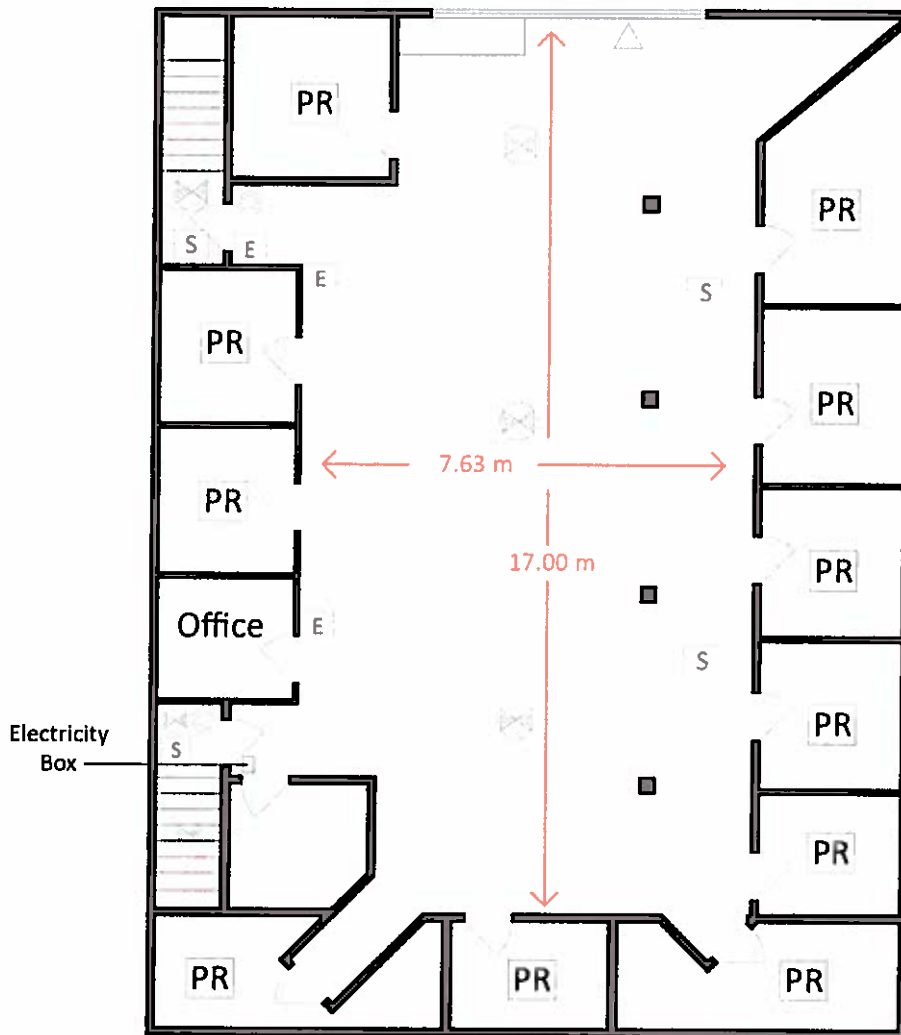 PR
PR
S
E
E
S
PR
PR
7.63 m
PR
17.00 m
PR
Office
E
S
PR
Electricity
Box
S
PR
PR
PR
PR